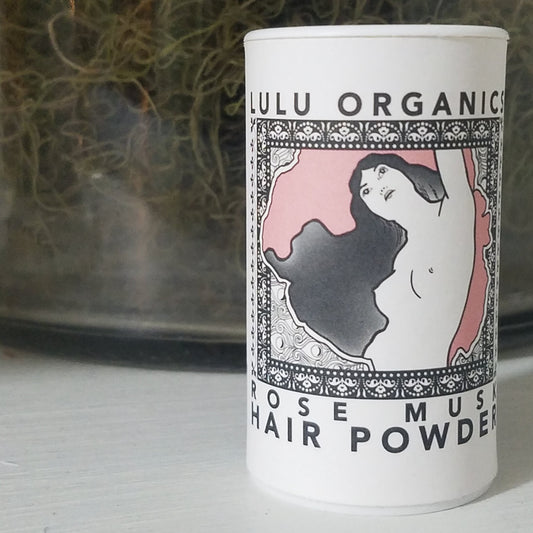 LULU ORGANICS
ROSE MUSK
HAIR POWDER